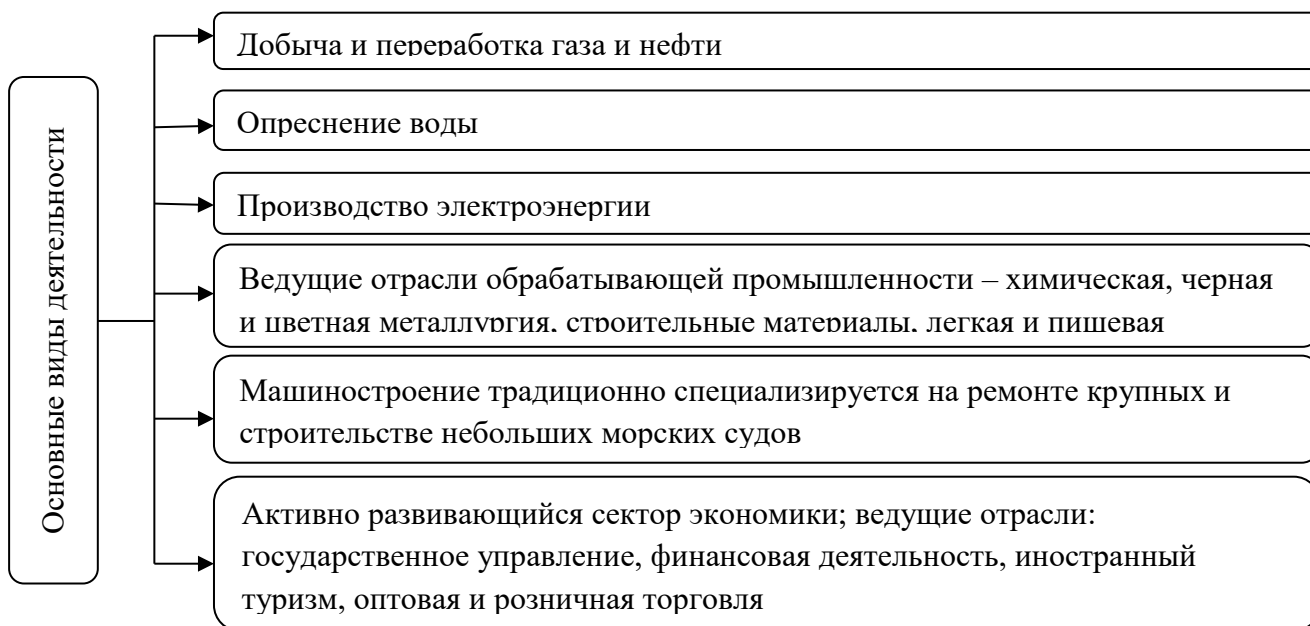 Основные виды деятельности
Добыча и переработка газа и нефти
Опреснение воды
Производство электроэнергии
Ведущие отрасли обрабатывающей промышленности – химическая, черная
и цветная металлургия, строительные материалы, легкая и пищевая
Машиностроение традиционно специализируется на ремонте крупных и
строительстве небольших морских судов
Активно развивающийся сектор экономики; ведущие отрасли:
государственное управление, финансовая деятельность, иностранный
туризм, оптовая и розничная торговля